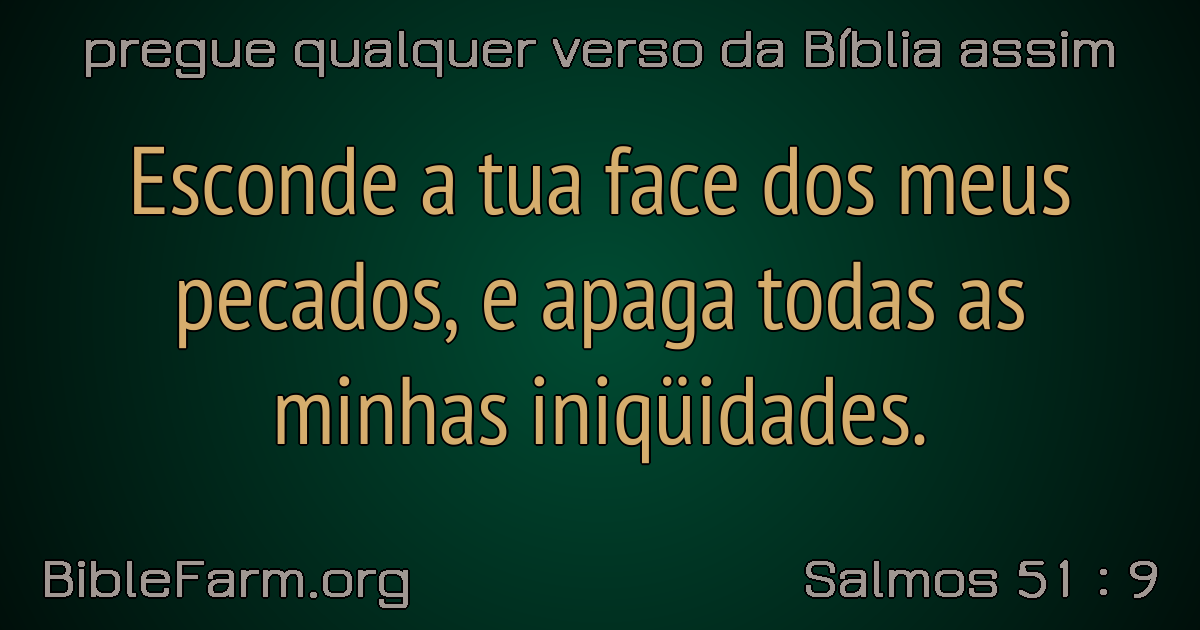 pregue qualquer verso da Bíblia assim
Esconde a tua face dos meus
pecados, e apaga todas as
minhas iniqüidades.
BibleFarm.org
Salmos 51 : 9